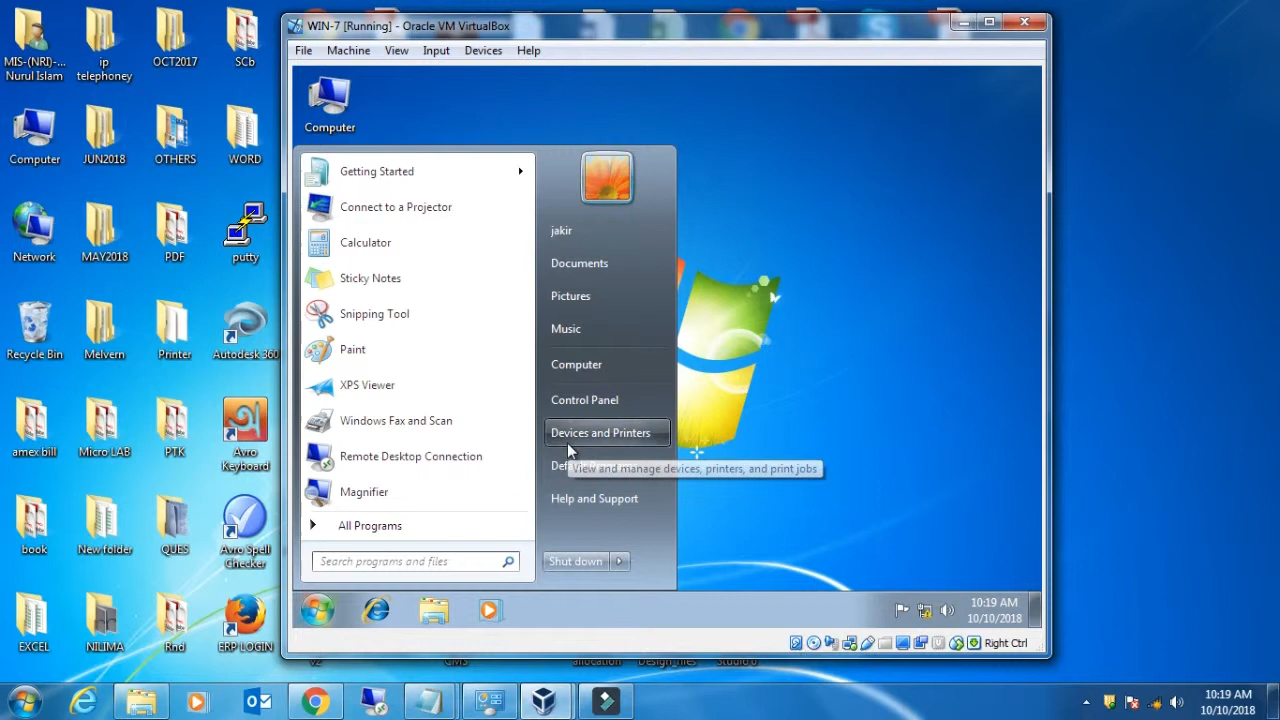 WIN-7 [Running] - Oracle VM VirtualBox
File Machine View Input Devices Help
MIS-(NRI)-...
Nurul Islam
ip
telephoney
OCT2017
SCb
Computer
JUN2018
OTHERS
WORD
Network
MAY2018
PDF
putty
Recycle Bin
Melvern
Printer
Autodesk 360
amex.bill
Micro LAB
PTK
Avro
Keyboard
book
New folder
QUES
Avro Spell
Checker
EXCEL
NILIMA
Rnd
ERP LOGIN
Computer
Getting Started
Connect to a Projector
Calculator
Sticky Notes
Snipping Tool
Paint
XPS Viewer
Windows Fax and Scan
Remote Desktop Connection
Magnifier
All Programs
Search programs and files
jakir
Documents
Pictures
Music
Computer
Control Panel
Devices and Printers
View and manage devices, printers, and print jobs
Help and Support
Shut down
10:19 AM
10/10/2018
Right Ctrl
10:19 AM
10/10/2018